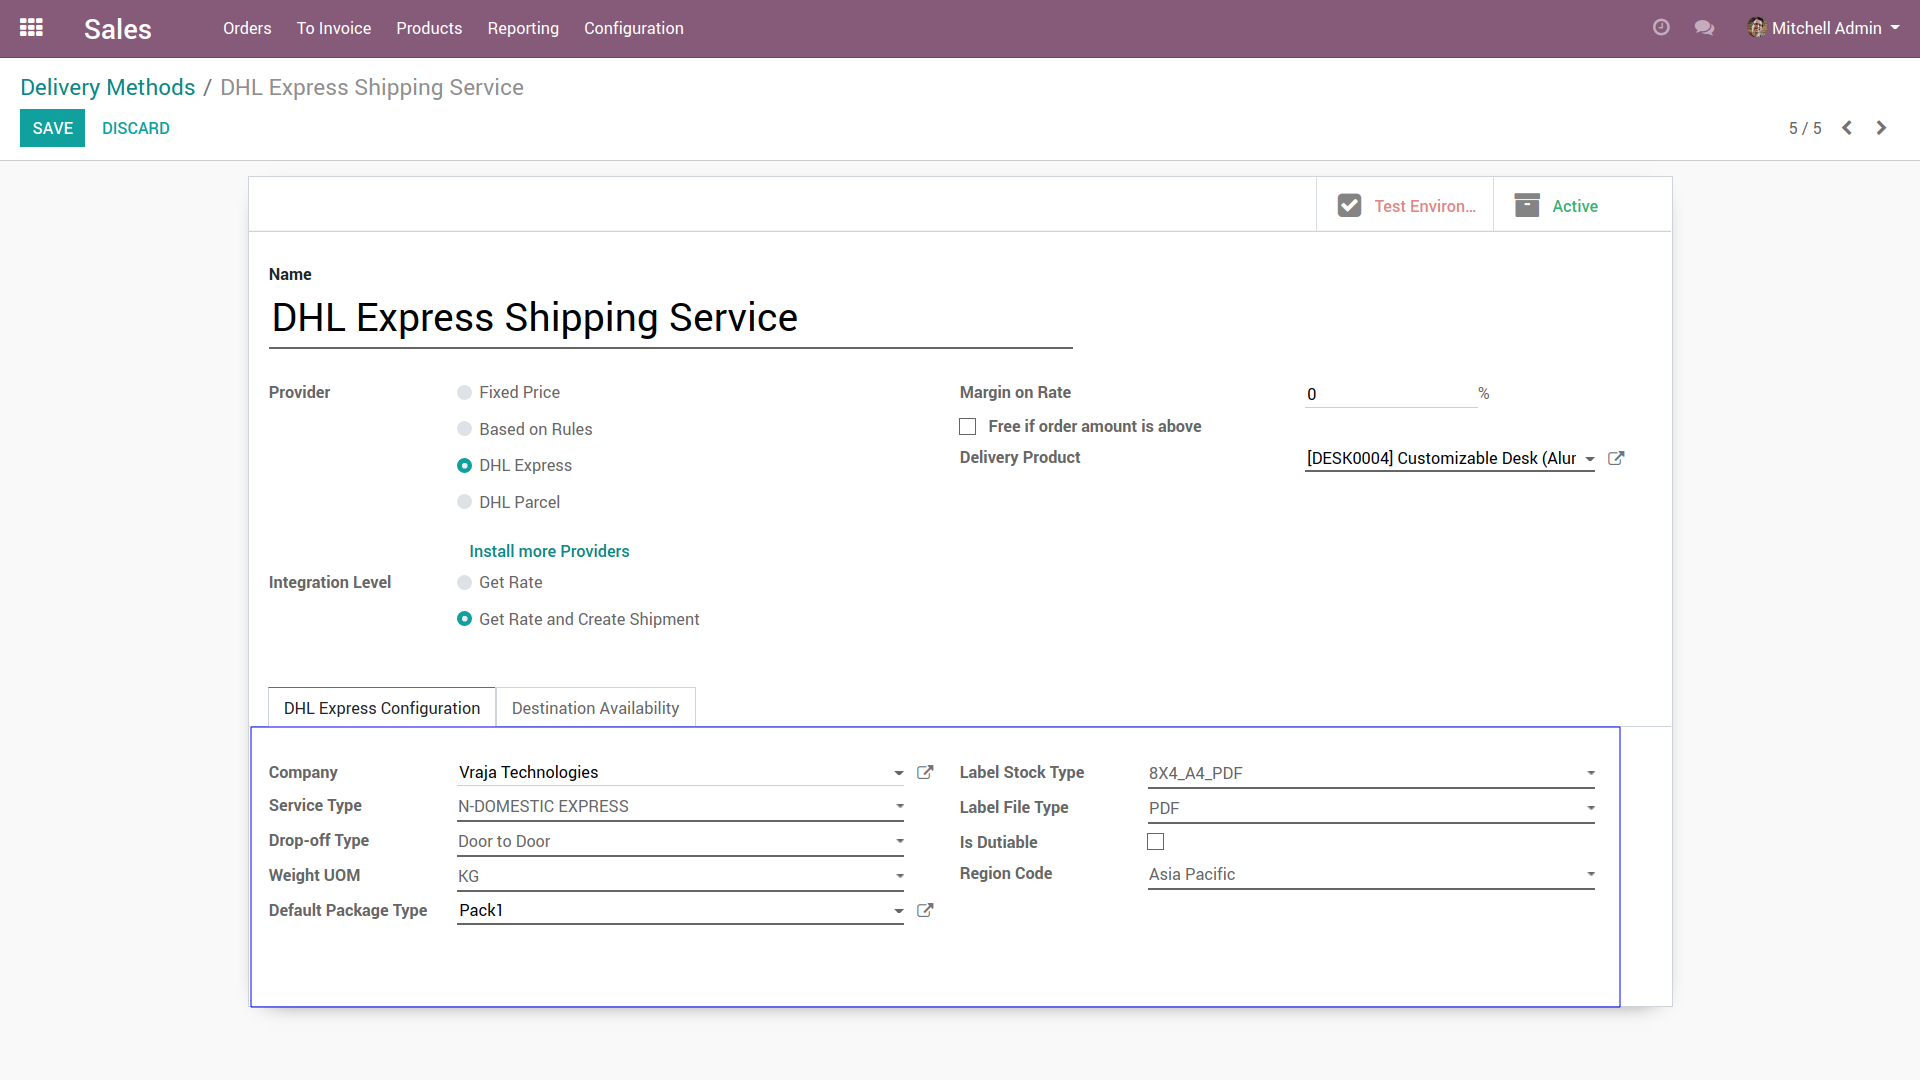 Sales
Orders
To Invoice
Products
Reporting
Configuration
Mitchell Admin
Delivery Methods / DHL Express Shipping Service
SAVE
DISCARD
5 / 5
Test Environ...
Active
Name
DHL Express Shipping Service
Provider
Fixed Price
Based on Rules
DHL Express
DHL Parcel
Install more Providers
Integration Level
Get Rate
Get Rate and Create Shipment
Margin on Rate
0 %
Free if order amount is above
Delivery Product
[DESK0004] Customizable Desk (Alur
DHL Express Configuration
Destination Availability
Company
Vraja Technologies
Service Type
N-DOMESTIC EXPRESS
Drop-off Type
Door to Door
Weight UOM
KG
Default Package Type
Pack1
Label Stock Type
8X4_A4_PDF
Label File Type
PDF
Is Dutiable
Region Code
Asia Pacific